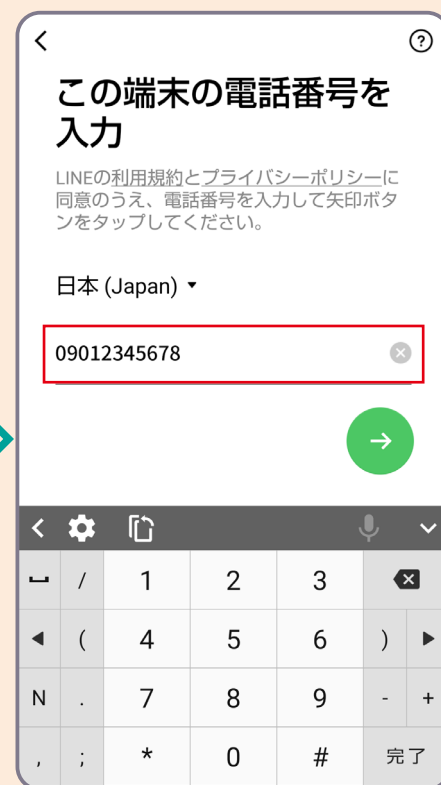 この端末の電話番号を
入力
LINEの利用規約とプライバシーポリシーに
同意のうえ、電話番号を入力して矢印ボタ
ンをタップしてください。
日本 (Japan)
09012345678
/ 1 2 3
( 4 5 6 )
N . 7 8 9 - +
, ; * 0 # 完了